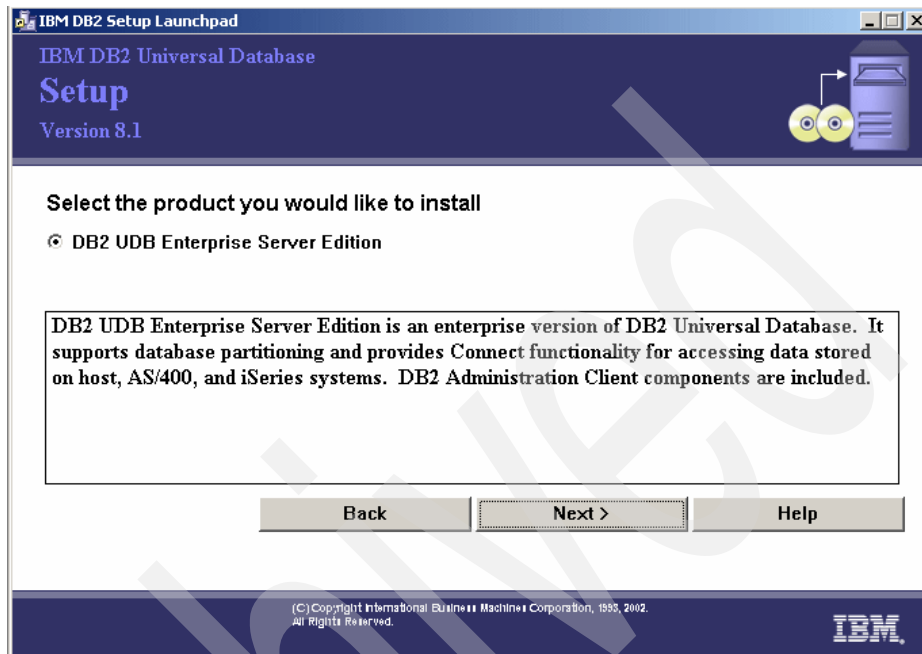 IBM DB2 Setup Launchpad
IBM DB2 Universal Database
Setup
Version 8.1
Select the product you would like to install
DB2 UDB Enterprise Server Edition
DB2 UDB Enterprise Server Edition is an enterprise version of DB2 Universal Database. It
supports database partitioning and provides Connect functionality for accessing data stored
on host, AS/400, and iSeries systems. DB2 Administration Client components are included.
Back
Next >
Help
(C)Copyright International Business Machines Corporation, 1993, 2002.
All Rights Reserved.
IBM.
hived